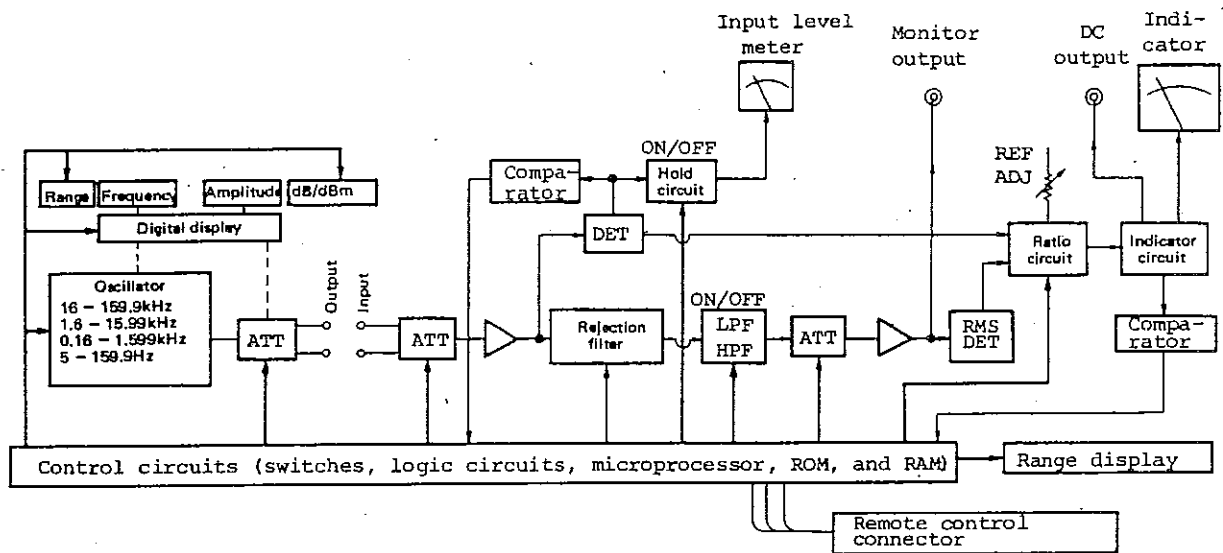 Input level
meter
Monitor
output
DC
output
Indi-
cator
ON/OFF
Compa-
rator
Hold
circuit
REF
ADJ
Range
Frequency
Amplitude
dB/dBm
Digital display
DET
Ratio
circuit
Indicator
circuit
Oscillator
16 – 159.9kHz
1.6 – 15.99kHz
0.16 – 1.599kHz
5 – 159.9Hz
ATT
Output
Input
ATT
Rejection
filter
ON/OFF
LPF
HPF
ATT
RMS
DET
Compa-
rator
Control circuits (switches, logic circuits, microprocessor, ROM, and RAM)
Range display
Remote control
connector